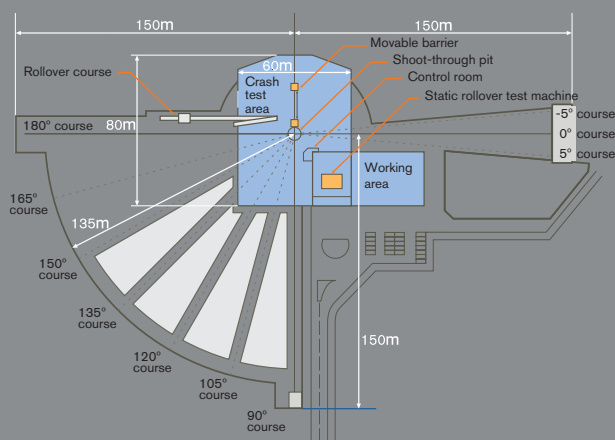 150m
150m
Movable barrier
60m
Shoot-through pit
Rollover course
Crash
test
area
Control room
Static rollover test machine
-5° course
180° course
80m
0° course
5° course
Working
area
165°
course
135m
150°
course
135°
course
120°
course
150m
105°
course
90°
course